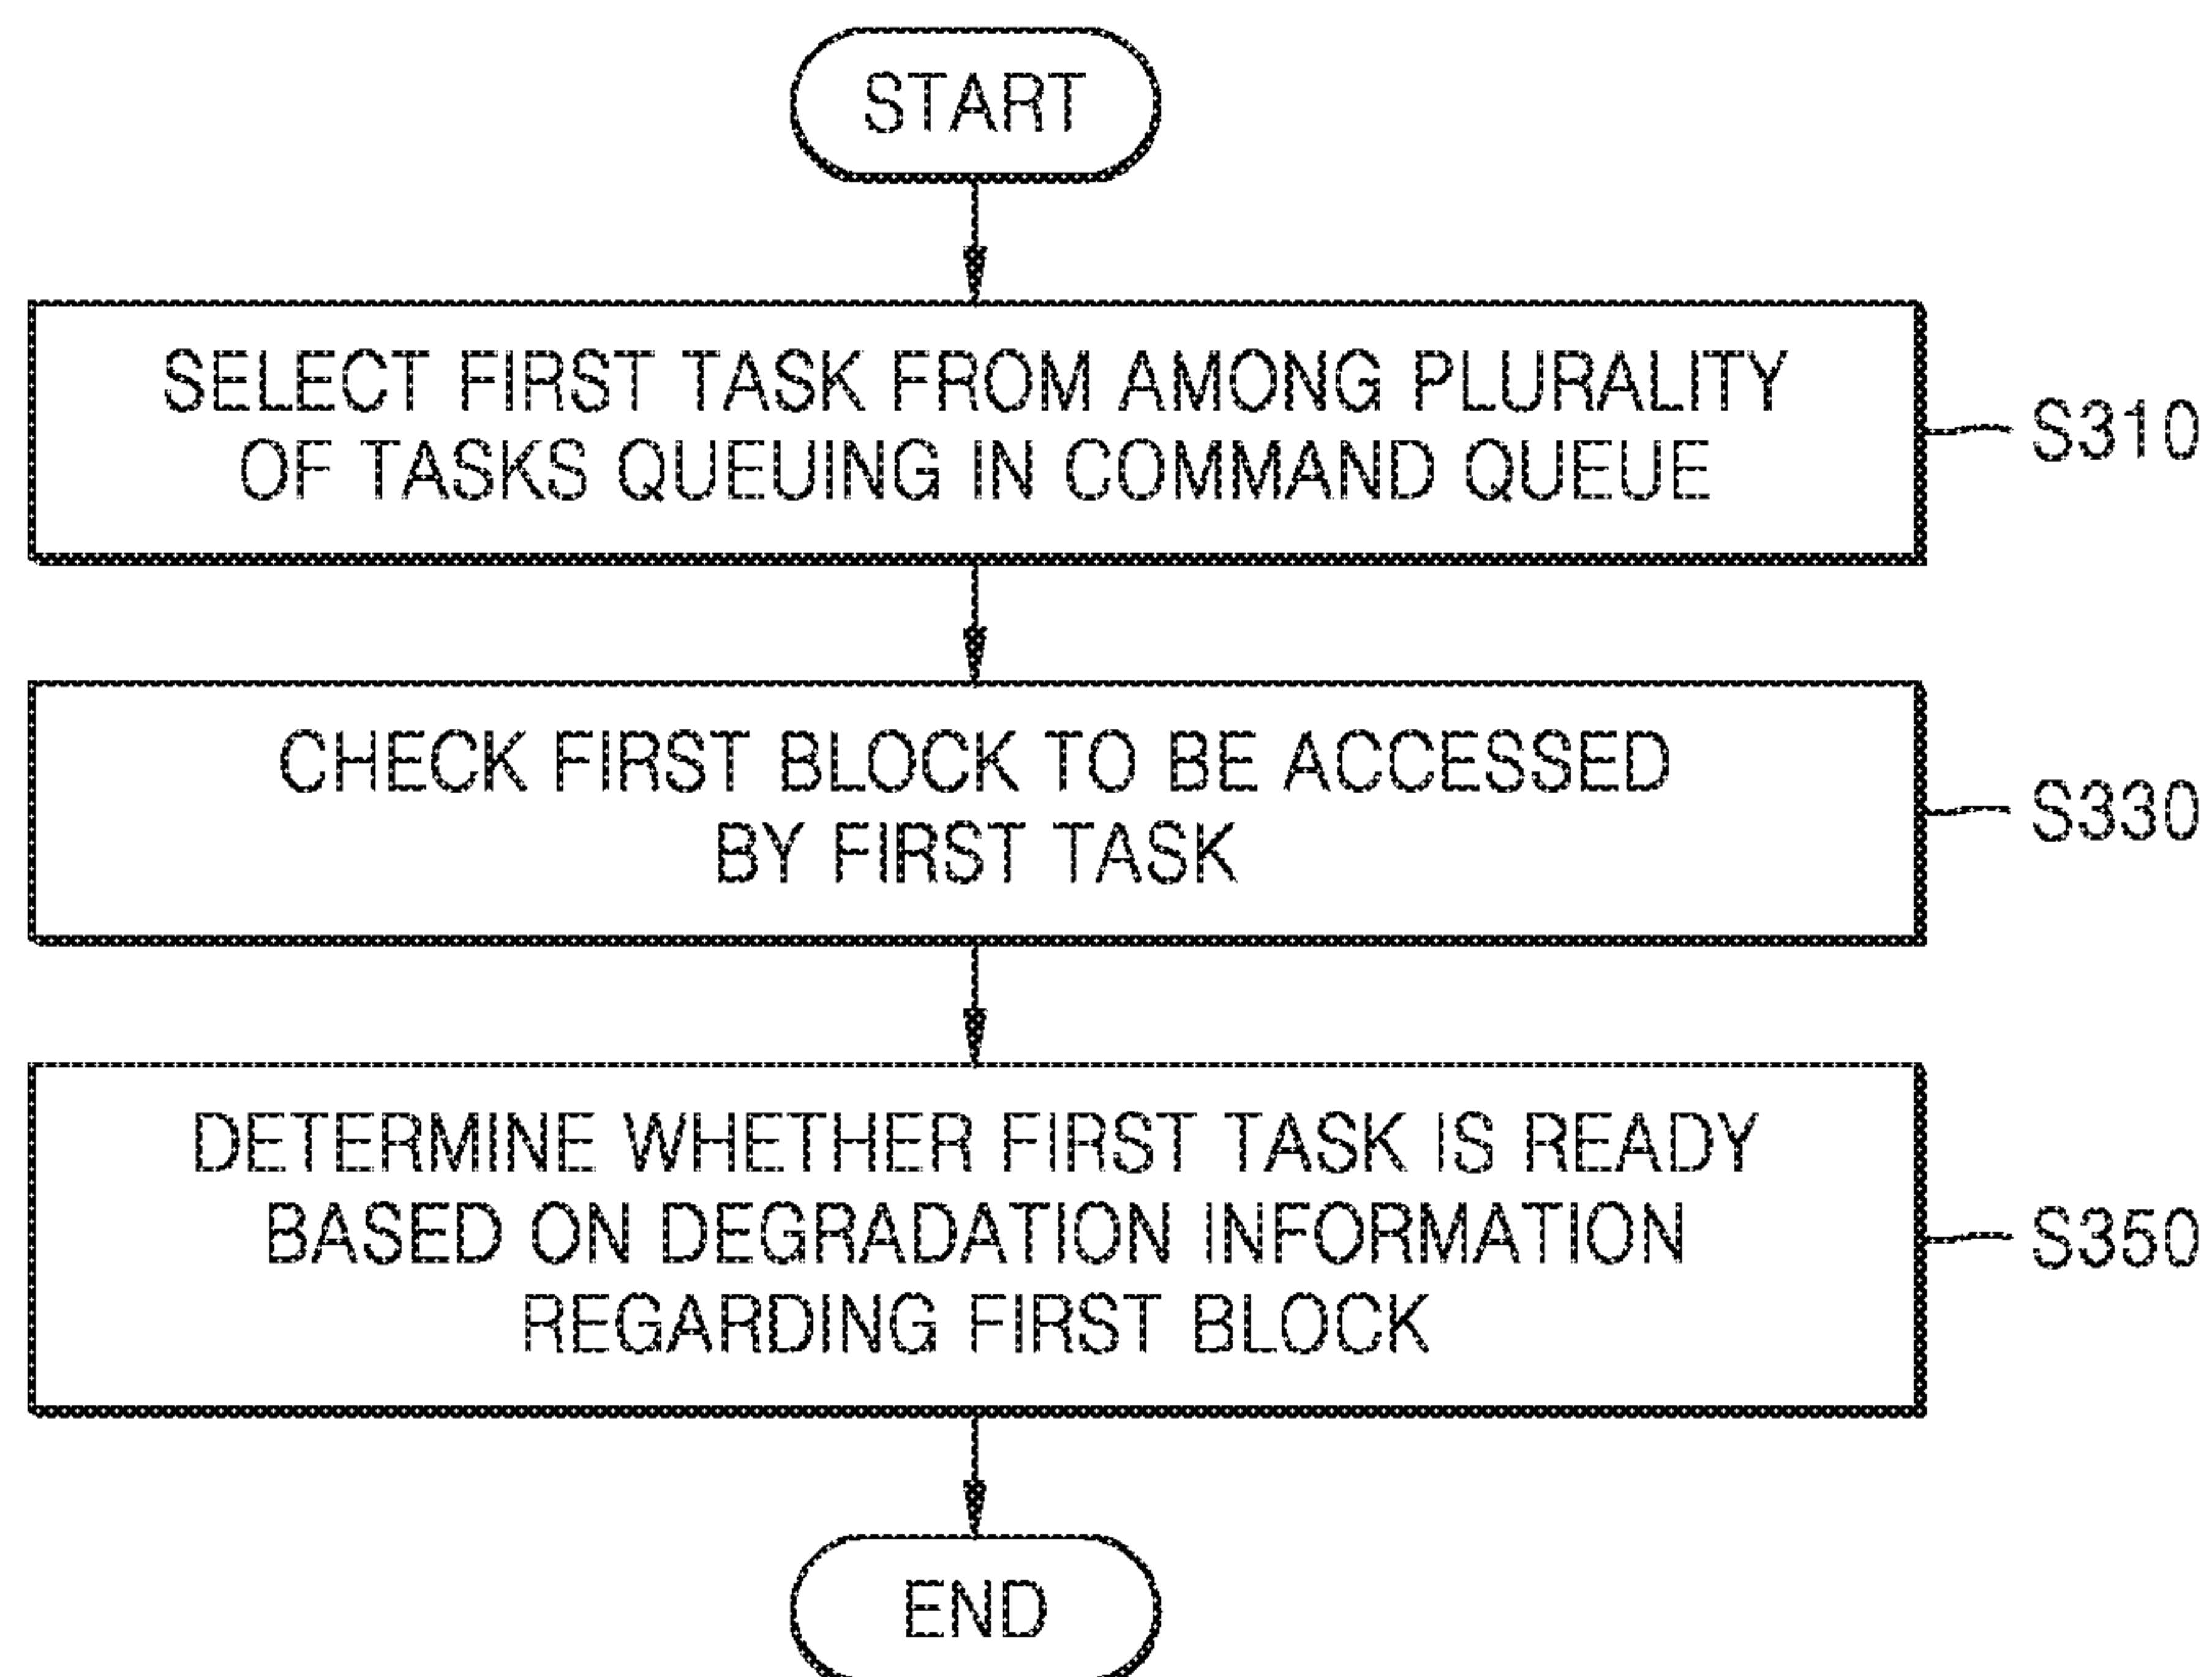 START
SELECT FIRST TASK FROM AMONG PLURALITY
OF TASKS QUEUING IN COMMAND QUEUE
S310
CHECK FIRST BLOCK TO BE ACCESSED
BY FIRST TASK
S330
DETERMINE WHETHER FIRST TASK IS READY
BASED ON DEGRADATION INFORMATION
REGARDING FIRST BLOCK
S350
END